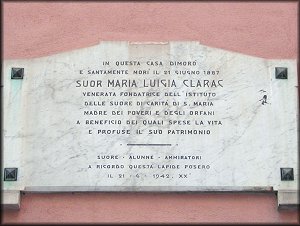 IN QUESTA CASA DIMORÒ
E SANTAMENTE MORÌ IL 21 GIUGNO 1887
SUOR MARIA LUIGIA CLARAC
VENERATA FONDATRICE DELL'ISTITUTO
DELLE SUORE DI CARITÀ DI S. MARIA
MADRE DEI POVERI E DEGLI ORFANI
A BENEFICIO DEI QUALI SPESE LA VITA
E PROFUSE IL SUO PATRIMONIO
SUORE - ALUNNE - AMMIRATORI
A RICORDO QUESTA LAPIDE POSERO
IL 21 - 6 - 1942. XX